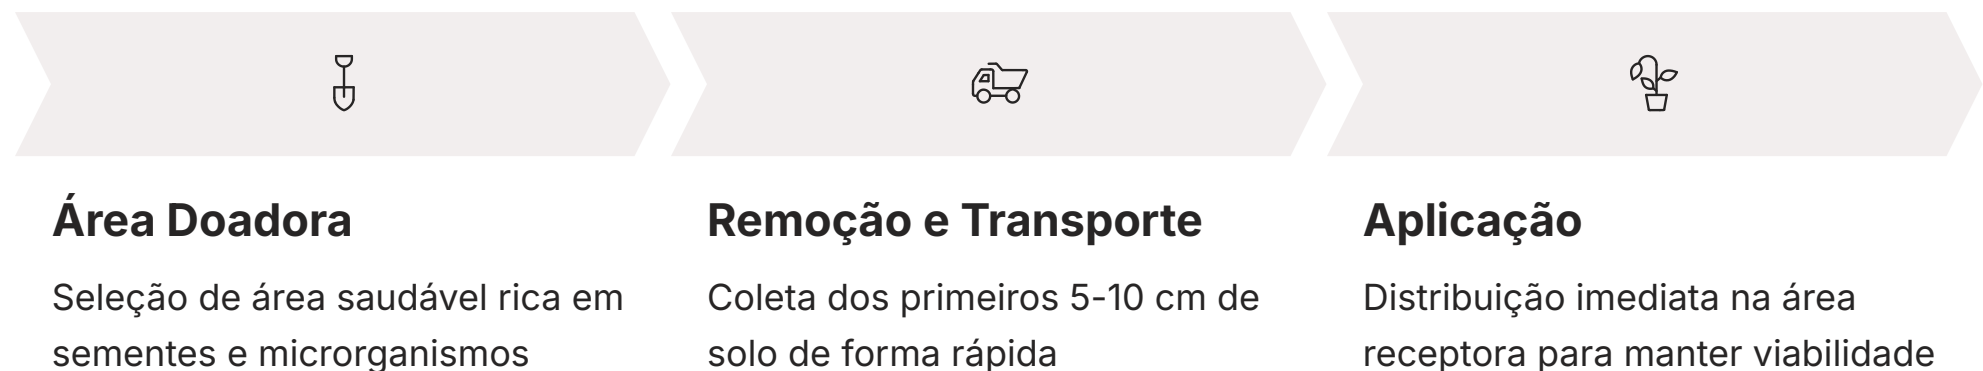 Área Doadora
Seleção de área saudável rica em
sementes e microrganismos
Remoção e Transporte
Coleta dos primeiros 5-10 cm de
solo de forma rápida
Aplicação
Distribuição imediata na área
receptora para manter viabilidade